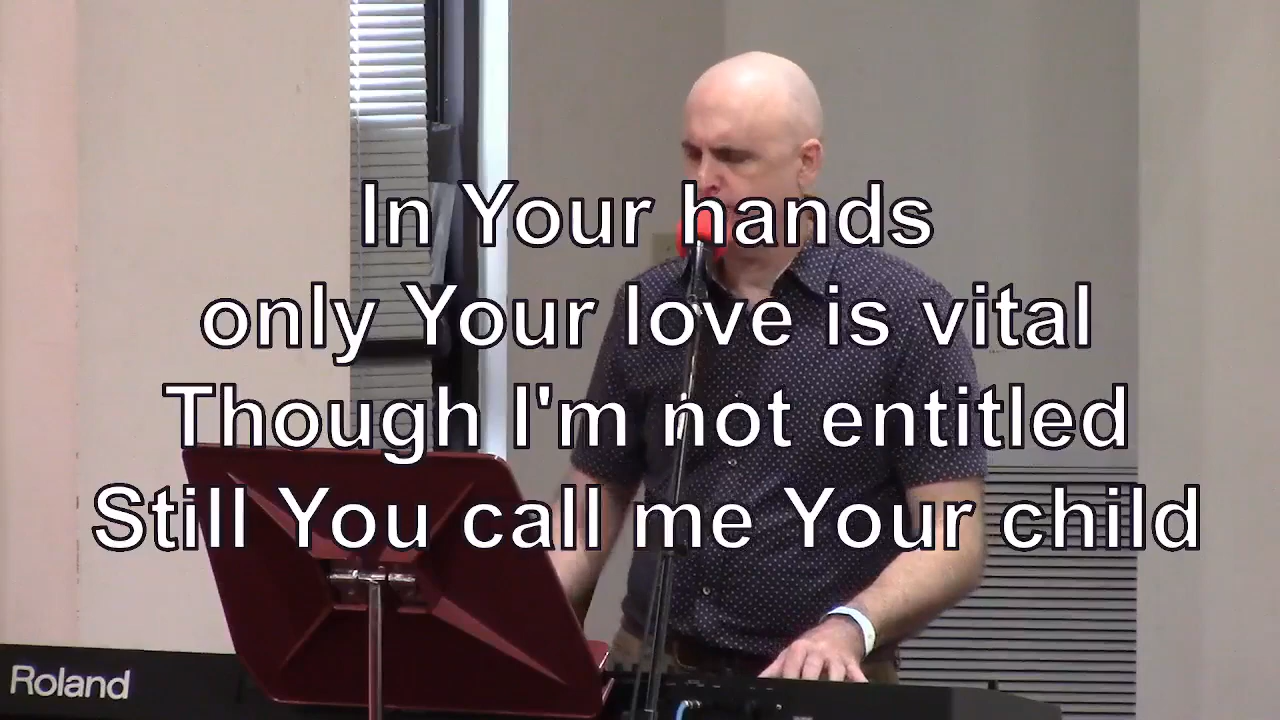 In Your hands
only Your love is vital
Though I'm not entitled
Still You call me Your child
Roland